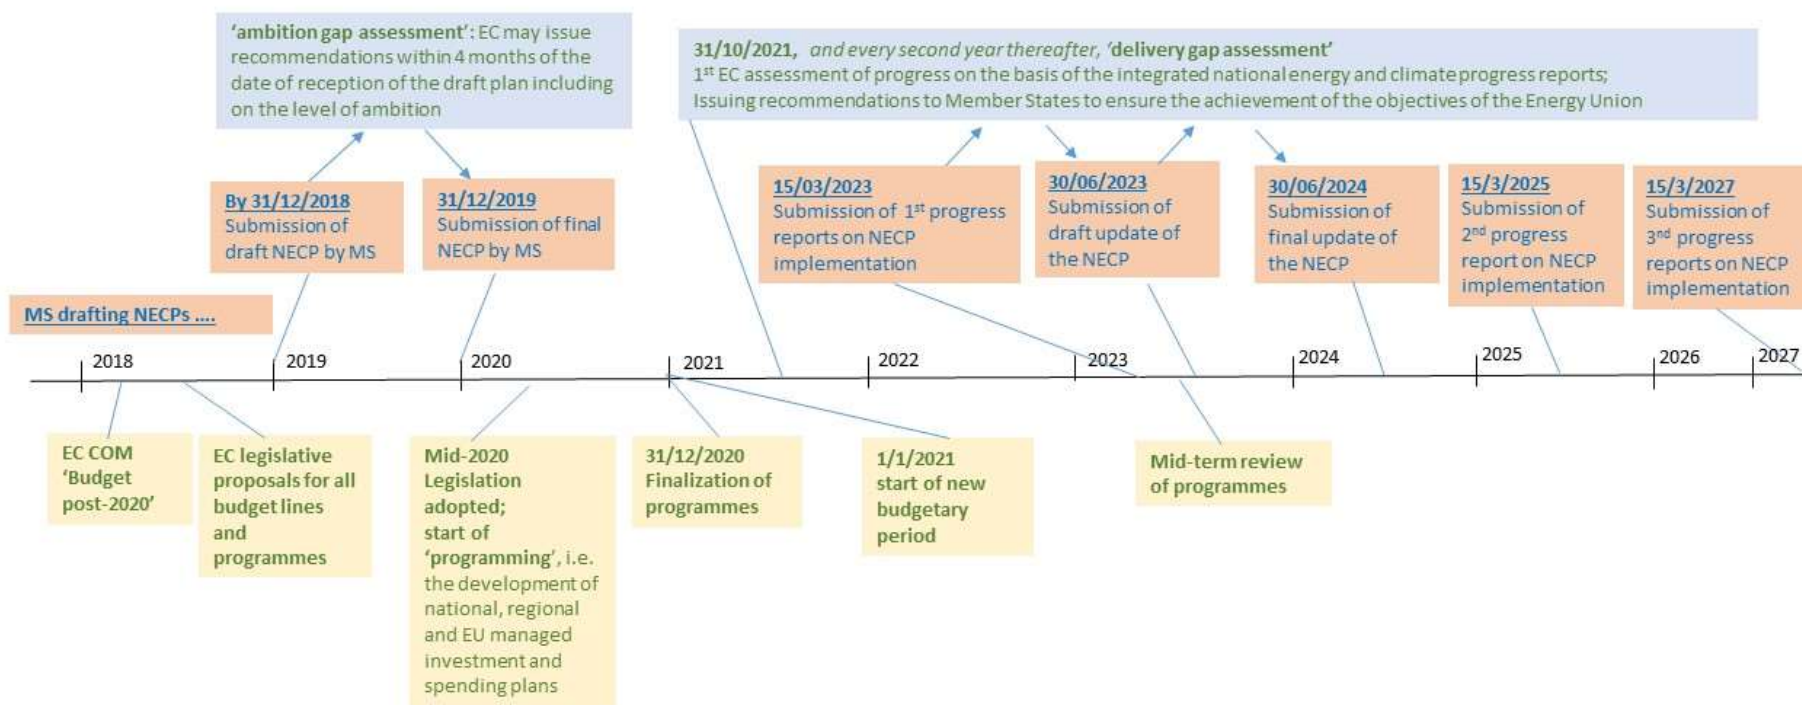 ‘ambition gap assessment’: EC may issue
recommendations within 4 months of the
date of reception of the draft plan including
on the level of ambition
31/10/2021, and every second year thereafter, ‘delivery gap assessment’
1st EC assessment of progress on the basis of the integrated national energy and climate progress reports;
Issuing recommendations to Member States to ensure the achievement of the objectives of the Energy Union
By 31/12/2018
Submission of
draft NECP by MS
31/12/2019
Submission of final
NECP by MS
15/03/2023
Submission of 1st progress
reports on NECP
implementation
30/06/2023
Submission of
draft update of
the NECP
30/06/2024
Submission of
final update of
the NECP
15/3/2025
Submission of
2nd progress
report on NECP
implementation
15/3/2027
Submission of
3nd progress
reports on NECP
implementation
MS drafting NECPs ....
2018
2019
2020
2021
2022
2023
2024
2025
2026
2027
EC COM
‘Budget
post-2020’
EC legislative
proposals for all
budget lines
and
programmes
Mid-2020
Legislation
adopted;
start of
‘programming’, i.e.
the development of
national, regional
and EU managed
investment and
spending plans
31/12/2020
Finalization of
programmes
1/1/2021
start of new
budgetary
period
Mid-term review
of programmes